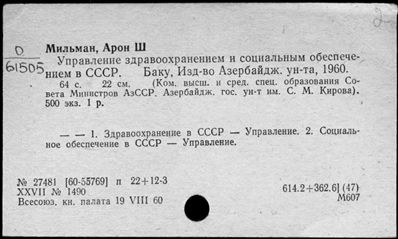 2
D
61505
Мильман, Арон Ш
Управление здравоохранением и социальным обеспече-
нием в СССР. Баку, Изд-во Азербайдж. ун-та, 1960.
64 с. 22 см. (Ком. высш. и сред. спец. образования Со-
вета Министров АзССР. Азербайдж. гос. ун-т им. С. М. Кирова).
500 экз. 1 р.
— — 1. Здравоохранение в СССР — Управление. 2. Социаль-
ное обеспечение в СССР — Управление.
№ 27481 [60-55769] п 22+12-3
XXVII № 1490
Всесоюз. кн. палата 19 VIII 60
614.2+362.6] (47)
М607